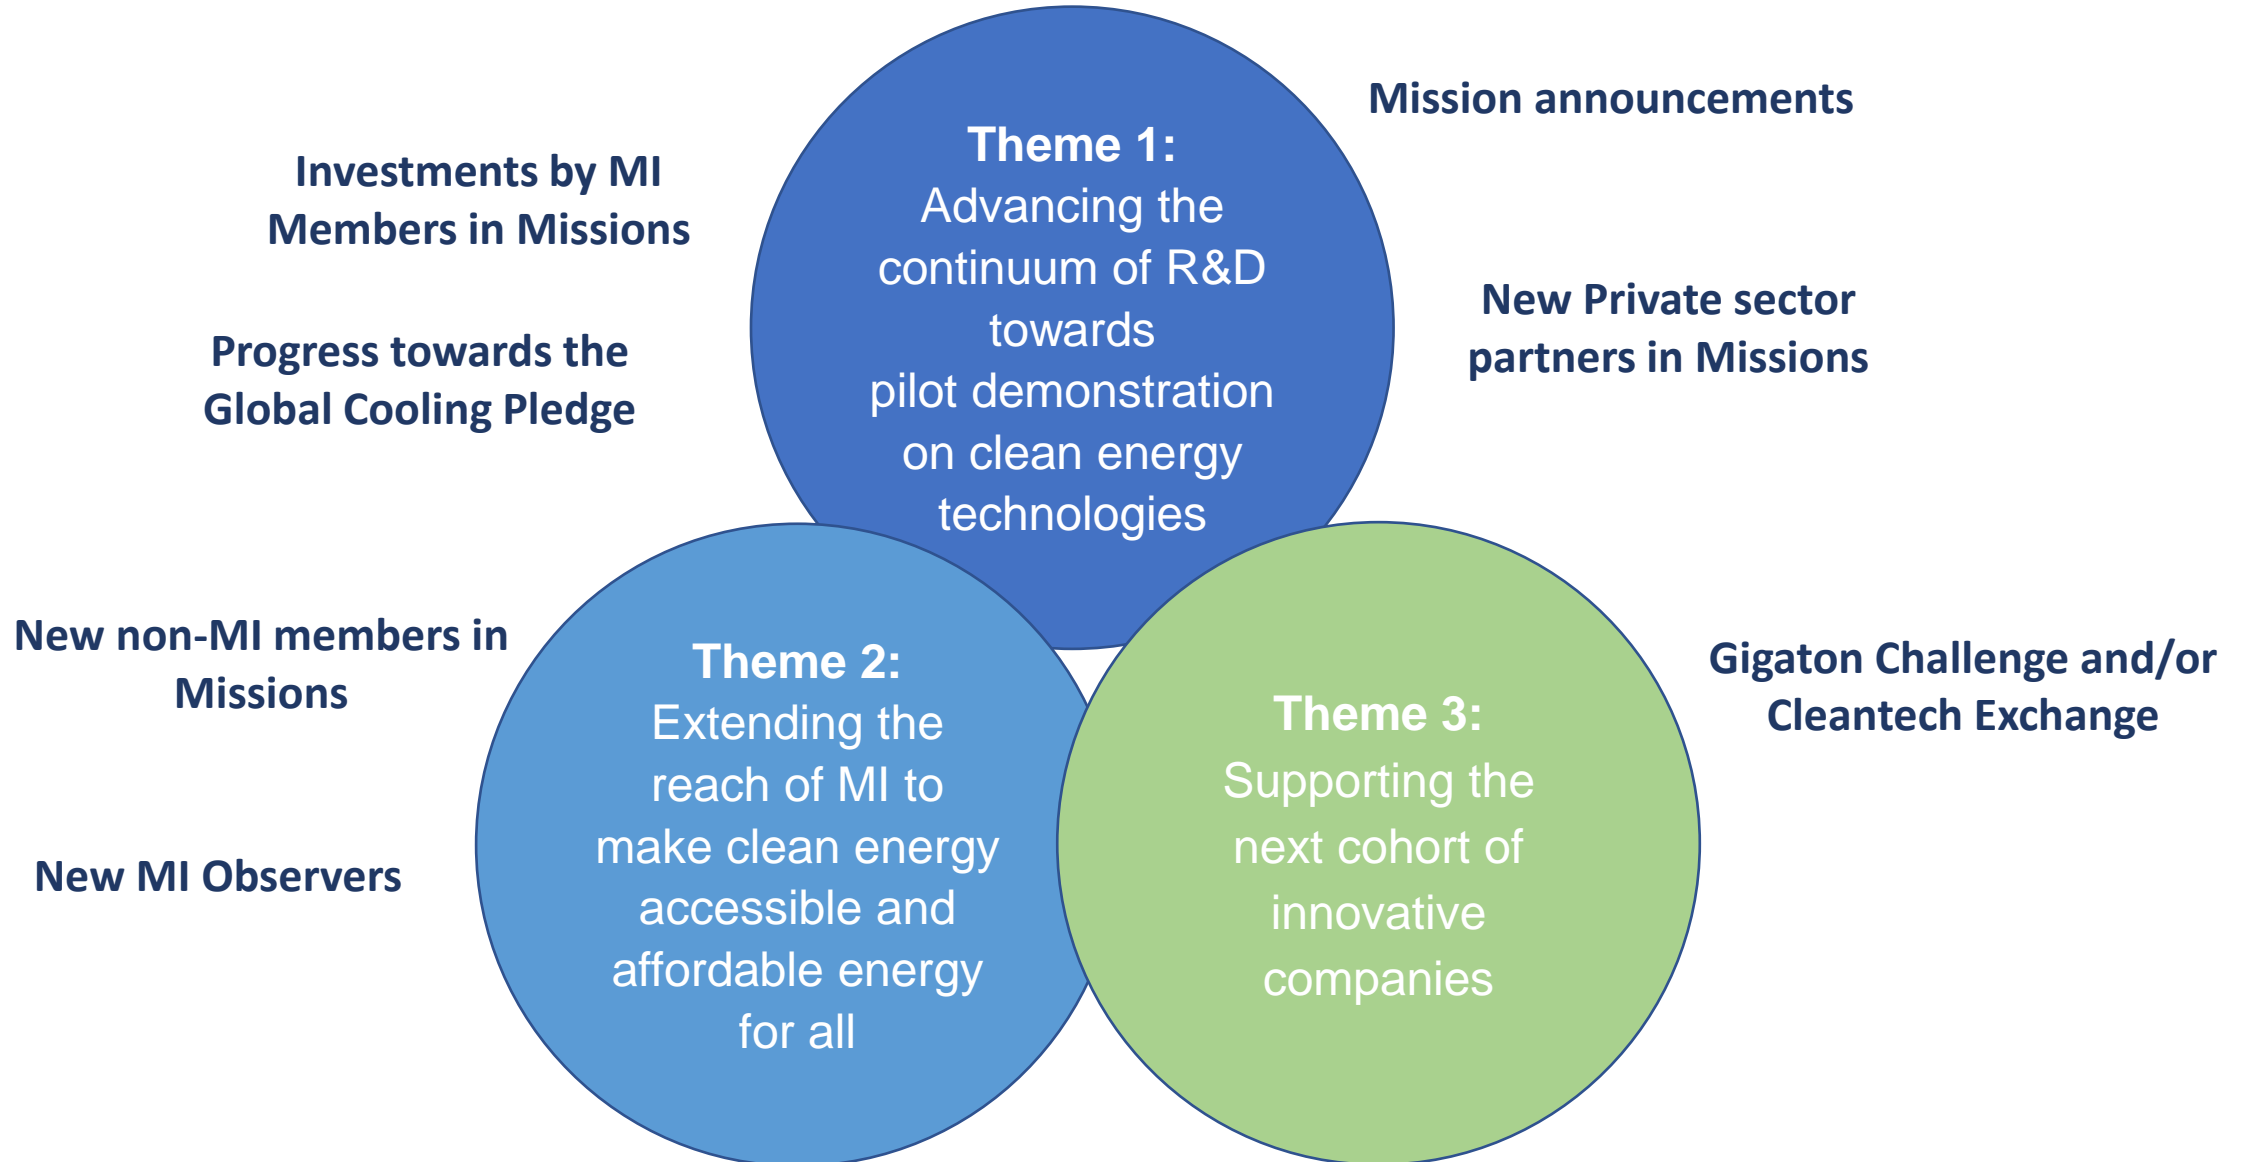 Theme 1:
Advancing the
continuum of R&D
towards
pilot demonstration
on clean energy
technologies
Mission announcements
Investments by MI
Members in Missions
New Private sector
partners in Missions
Progress towards the
Global Cooling Pledge
New non-MI members in
Missions
New MI Observers
Theme 2:
Extending the
reach of MI to
make clean energy
accessible and
affordable energy
for all
Theme 3:
Supporting the
next cohort of
innovative
companies
Gigaton Challenge and/or
Cleantech Exchange